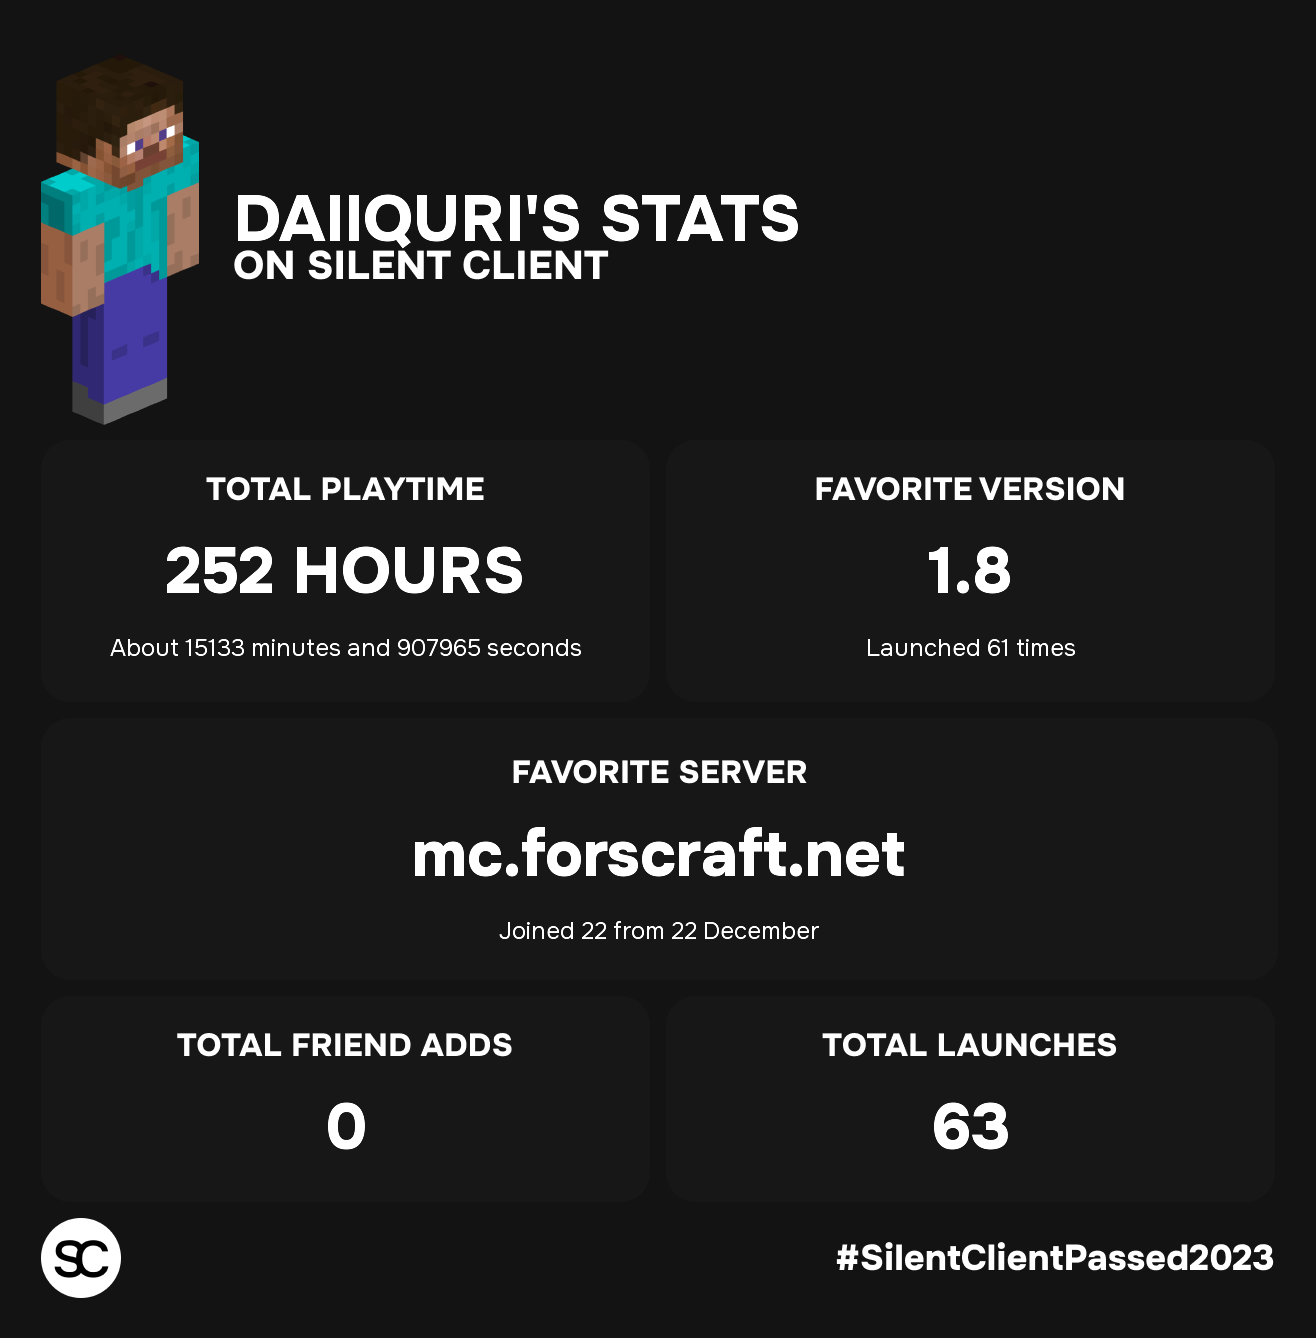 DAIIQURI'S STATS
ON SILENT CLIENT
TOTAL PLAYTIME
252 HOURS
About 15133 minutes and 907965 seconds
FAVORITE VERSION
1.8
Launched 61 times
FAVORITE SERVER
mc.forscraft.net
Joined 22 from 22 December
TOTAL FRIEND ADDS
0
TOTAL LAUNCHES
63
SC
#SilentClientPassed2023